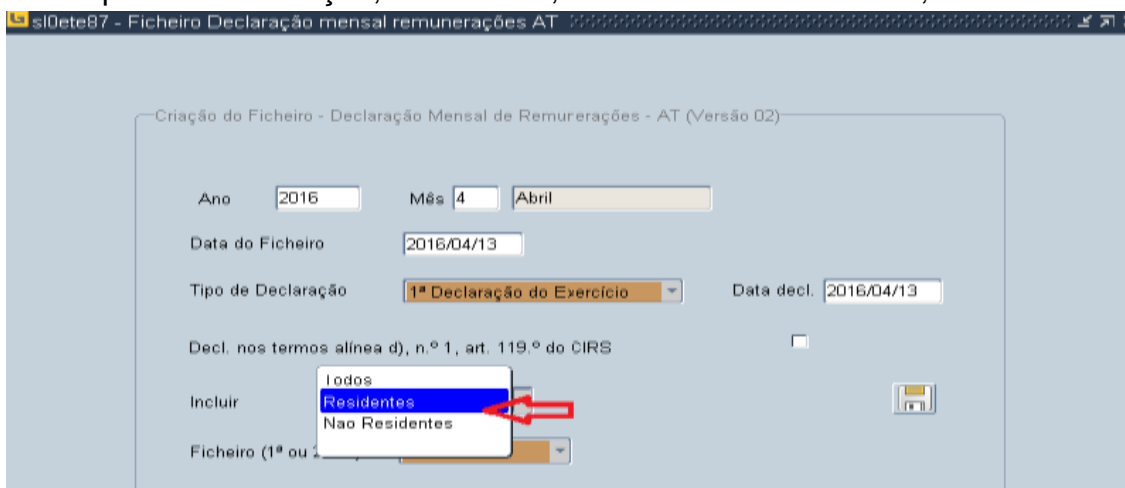 sl0ete87 - Ficheiro Declaração mensal remunerações AT
Criação do Ficheiro - Declaração Mensal de Remurerações - AT (Versão 02)
Ano 2016 Mês 4 Abril
Data do Ficheiro 2016/04/13
Tipo de Declaração 1ª Declaração do Exercício Data decl. 2016/04/13
Decl. nos termos alínea d), n.º 1, art. 119.º do CIRS
Todos
Incluir Residentes
Nao Residentes
Ficheiro (1ª ou